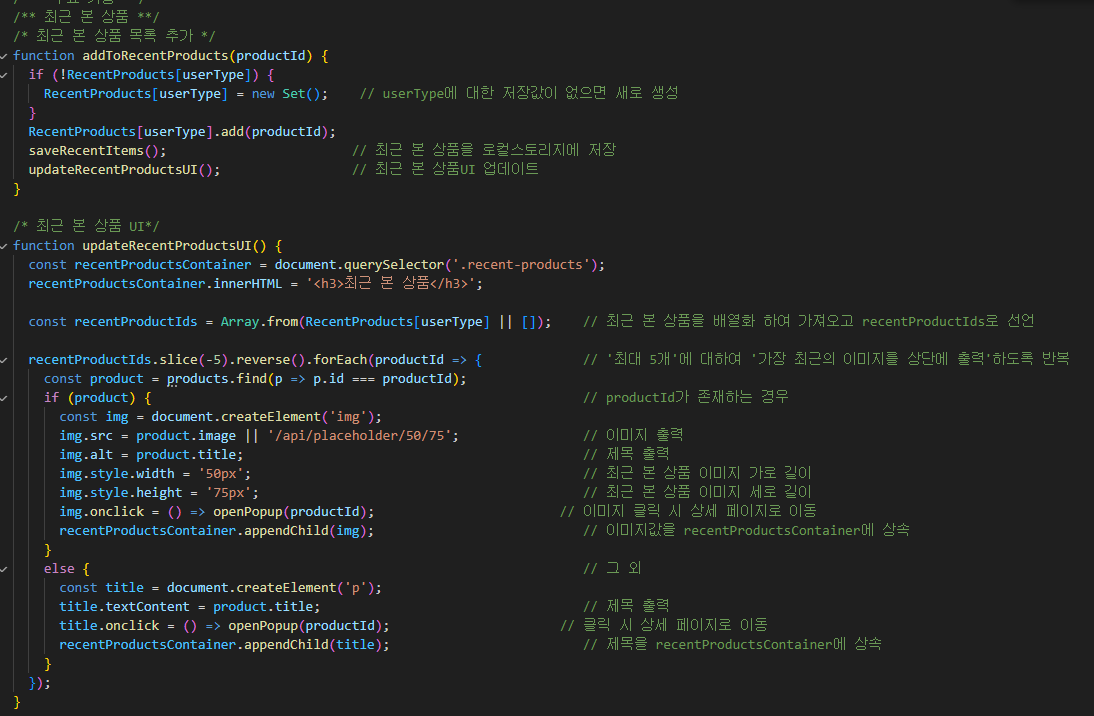 /** 최근 본 상품 **/
/* 최근 본 상품 목록 추가 */
function addToRecentProducts(productId) {
  if (!RecentProducts[userType]) {
    RecentProducts[userType] = new Set();    // userType에 대한 저장값이 없으면 새로 생성
  }
  RecentProducts[userType].add(productId);
  saveRecentItems();                        // 최근 본 상품을 로컬스토리지에 저장
  updateRecentProductsUI();                 // 최근 본 상품UI 업데이트
}
/* 최근 본 상품 UI*/
function updateRecentProductsUI() {
  const recentProductsContainer = document.querySelector('.recent-products');
  recentProductsContainer.innerHTML = '<h3>최근 본 상품</h3>';
  const recentProductIds = Array.from(RecentProducts[userType] || []);    // 최근 본 상품을 배열화 하여 가져오고 recentProductIds로 선언
  recentProductIds.slice(-5).reverse().forEach(productId => {             // '최대 5개'에 대하여 '가장 최근의 이미지를 상단에 출력'하도록 반복
    const product = products.find(p => p.id === productId);
    if (product) {                                                        // productId가 존재하는 경우
      const img = document.createElement('img');
      img.src = product.image || '/api/placeholder/50/75';                // 이미지 출력
      img.alt = product.title;                                            // 제목 출력
      img.style.width = '50px';                                           // 최근 본 상품 이미지 가로 길이
      img.style.height = '75px';                                          // 최근 본 상품 이미지 세로 길이
      img.onclick = () => openPopup(productId);                        // 이미지 클릭 시 상세 페이지로 이동
      recentProductsContainer.appendChild(img);                           // 이미지값을 recentProductsContainer에 상속
    }
    else {                                                                // 그 외
      const title = document.createElement('p');
      title.textContent = product.title;                                  // 제목 출력
      title.onclick = () => openPopup(productId);                      // 클릭 시 상세 페이지로 이동
      recentProductsContainer.appendChild(title);                         // 제목을 recentProductsContainer에 상속
    }
  });
}